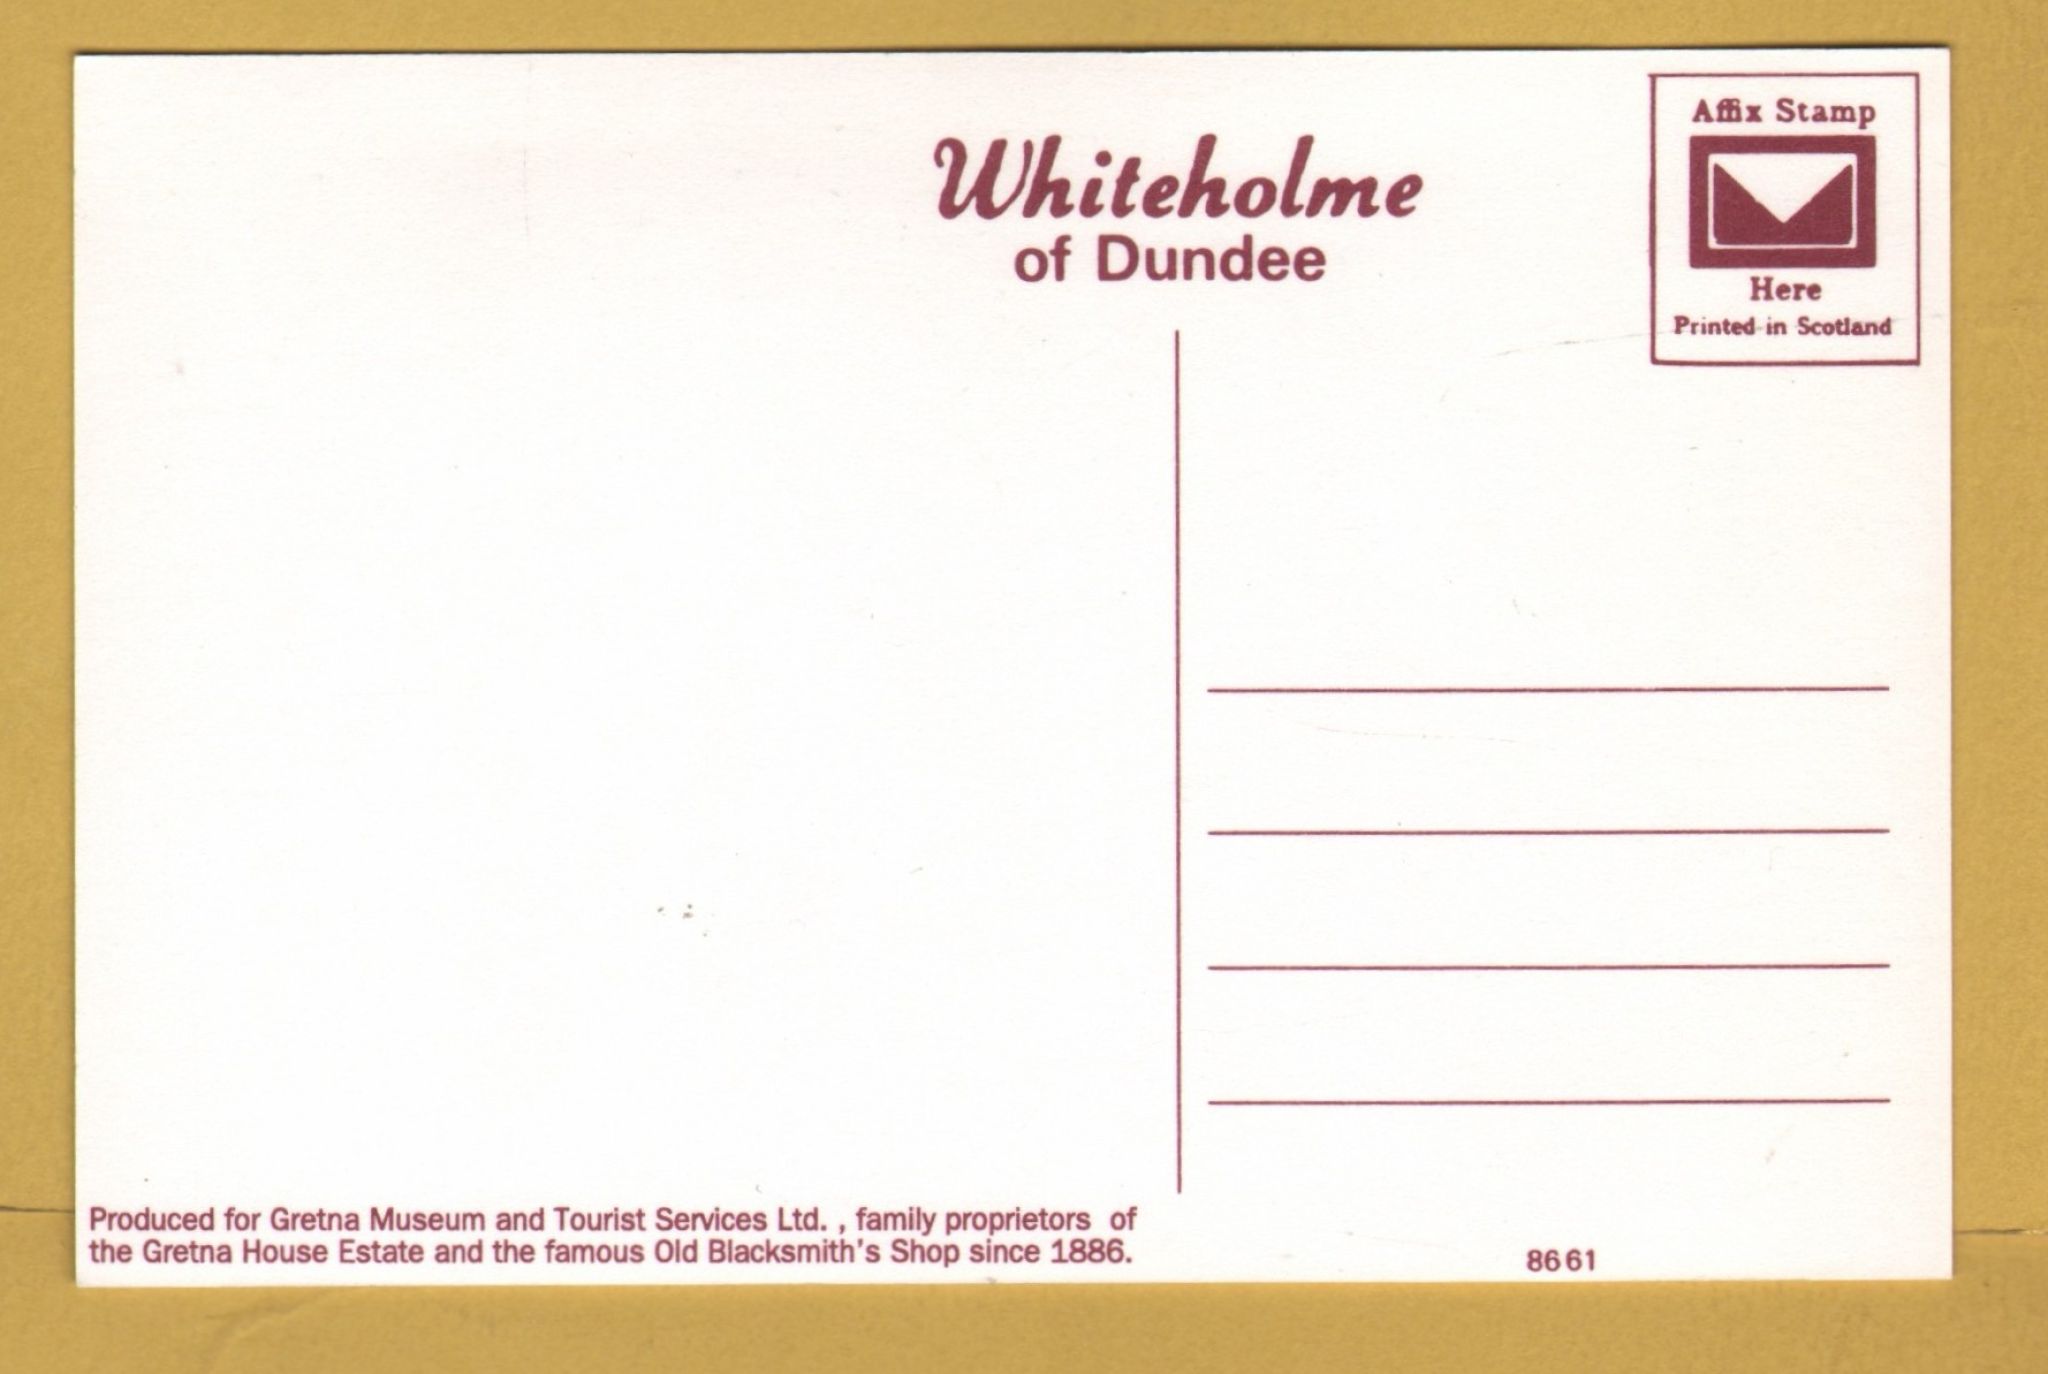 Whiteholme
of Dundee
Affix Stamp
Here
Printed in Scotland
Produced for Gretna Museum and Tourist Services Ltd. , family proprietors of
the Gretna House Estate and the famous Old Blacksmith's Shop since 1886.
8661